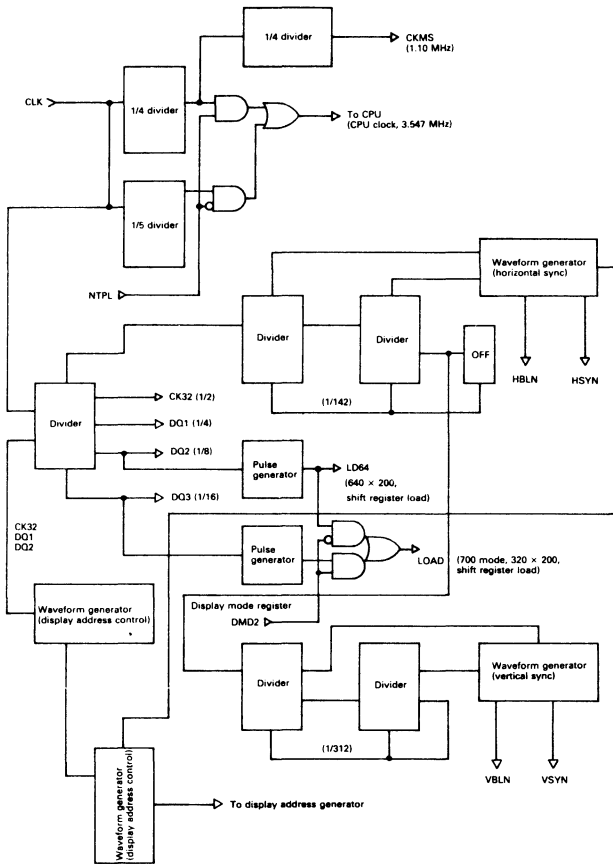 1/4 divider
CKMS
(1.10 MHz)
CLK
1/4 divider
To CPU
(CPU clock, 3.547 MHz)
1/5 divider
NTPL
Waveform generator
(horizontal sync)
Divider
Divider
OFF
HBLN
HSYN
(1/142)
Divider
CK32 (1/2)
DQ1 (1/4)
DQ2 (1/8)
DQ3 (1/16)
Pulse
generator
LD64
(640 × 200,
shift register load)
CK32
DQ1
DQ2
Pulse
generator
LOAD
(700 mode, 320 × 200,
shift register load)
Display mode register
DMD2
Waveform generator
(display address control)
Divider
Divider
Waveform generator
(vertical sync)
(1/312)
VBLN
VSYN
Waveform generator
(display address control)
To display address generator